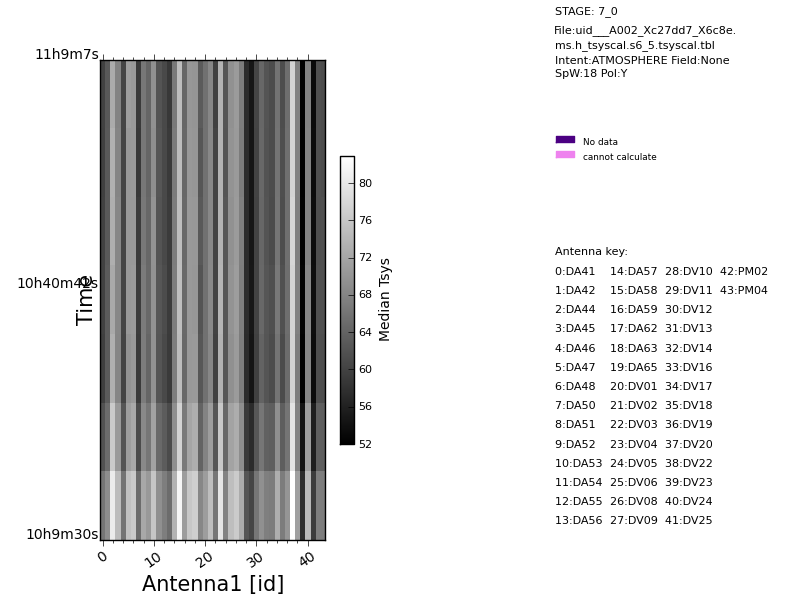 STAGE: 7_0
File:uid___A002_Xc27dd7_X6c8e.
ms.h_tsyscal.s6_5.tsyscal.tbl
Intent:ATMOSPHERE Field:None
SpW:18 Pol:Y
No data
cannot calculate
Antenna key:
0:DA41 14:DA57 28:DV10 42:PM02
1:DA42 15:DA58 29:DV11 43:PM04
2:DA44 16:DA59 30:DV12
3:DA45 17:DA62 31:DV13
4:DA46 18:DA63 32:DV14
5:DA47 19:DA65 33:DV16
6:DA48 20:DV01 34:DV17
7:DA50 21:DV02 35:DV18
8:DA51 22:DV03 36:DV19
9:DA52 23:DV04 37:DV20
10:DA53 24:DV05 38:DV22
11:DA54 25:DV06 39:DV23
12:DA55 26:DV08 40:DV24
13:DA56 27:DV09 41:DV25
11h9m7s
Time
10h9m30s
0 10 20 30 40
Antenna1 [id]
80
76
72
68
64
60
56
52
Median Tsys